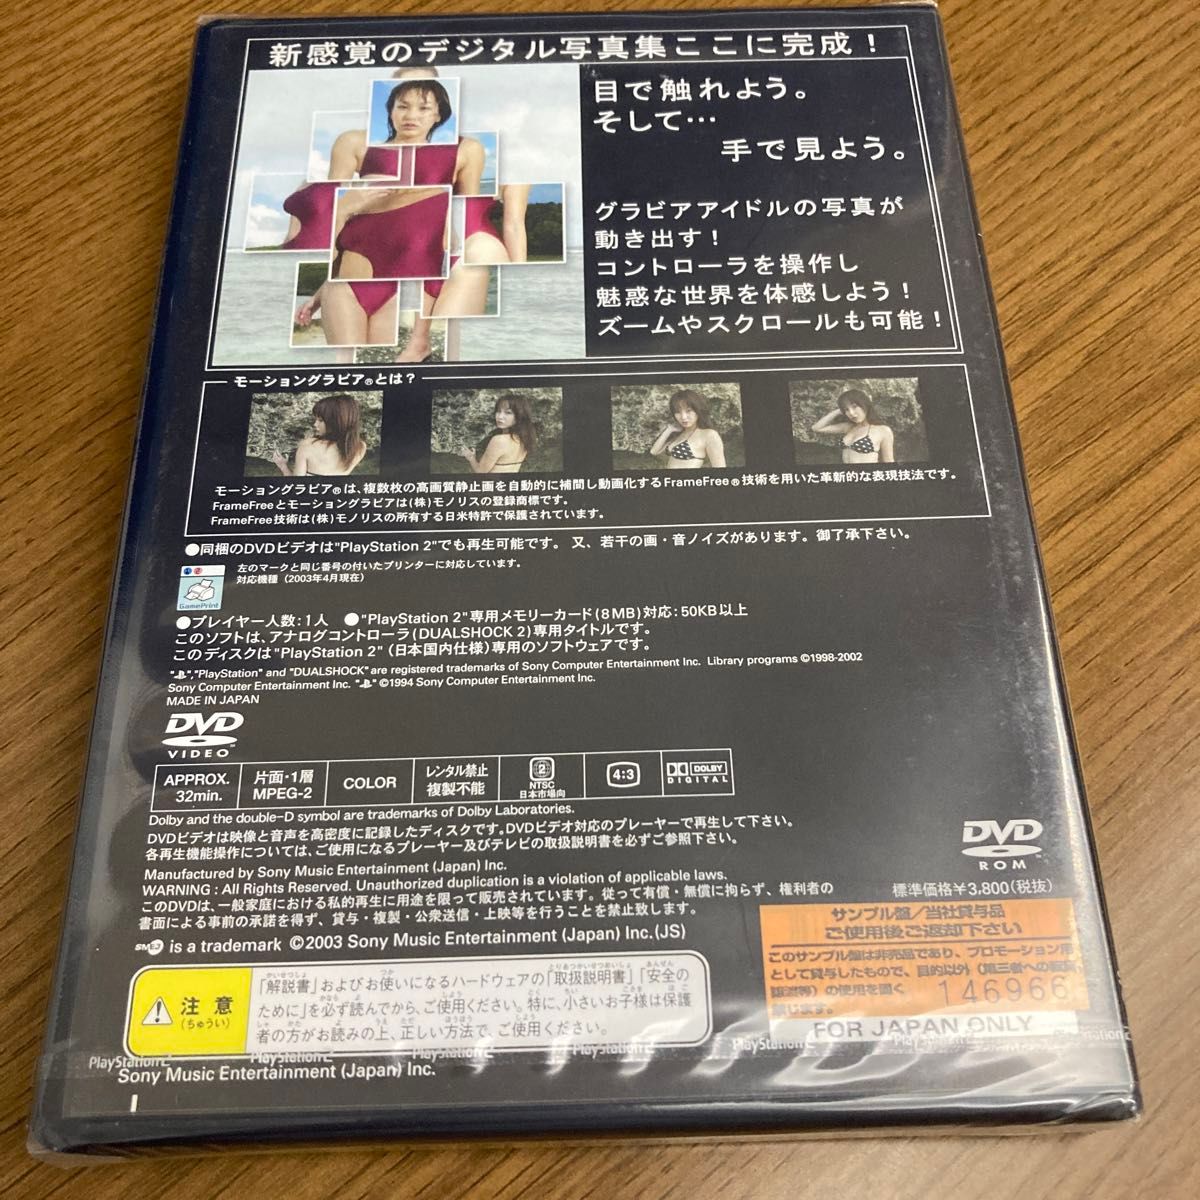 新感覚のデジタル写真集ここに完成！
目で触れよう。
そして…
手で見よう。
グラビアアイドルの写真が
動き出す！
コントローラを操作し
魅惑な世界を体感しよう！
ズームやスクロールも可能！
モーショングラビア®とは？
モーショングラビア®は、複数枚の高画質静止画を自動的に補間し動画化するFrameFree®技術を用いた革新的な表現技法です。
FrameFreeとモーショングラビアは(株)モノリスの登録商標です。
FrameFree技術は(株)モノリスの所有する日米特許で保護されています。
●同梱のDVDビデオは"PlayStation 2"でも再生可能です。 又、若干の画・音ノイズがあります。御了承下さい。
左のマークと同じ番号の付いたプリンターに対応しています。
対応機種（2003年4月現在）
GamePrint
●プレイヤー人数：1人 ●"PlayStation 2"専用メモリーカード(8MB)対応：50KB以上
このソフトは、アナログコントローラ(DUALSHOCK 2)専用タイトルです。
このディスクは"PlayStation 2"（日本国内仕様)専用のソフトウェアです。
","PlayStation" and "DUALSHOCK" are registered trademarks of Sony Computer Entertainment Inc. Library programs ©1998-2002
Sony Computer Entertainment Inc. " " ©1994 Sony Computer Entertainment Inc.
MADE IN JAPAN
DVD
VIDEO
APPROX.
32min.
片面・1層
MPEG-2
COLOR
レンタル禁止
複製不能
2
NTSC
日本市場向
4:3
DOLBY
DIGITAL
Dolby and the double-D symbol are trademarks of Dolby Laboratories.
DVDビデオは映像と音声を高密度に記録したディスクです。DVDビデオ対応のプレーヤーで再生して下さい。
各再生機能操作については、ご使用になるプレーヤー及びテレビの取扱説明書を必ずご参照下さい。
DVD
ROM
Manufactured by Sony Music Entertainment (Japan) Inc.
WARNING : All Rights Reserved. Unauthorized duplication is a violation of applicable laws.
このDVDは、一般家庭における私的再生に用途を限って販売されています。従って有償・無償に拘らず、権利者の
書面による事前の承諾を得ず、貸与・複製・公衆送信・上映等を行うことを禁止致します。
標準価格￥3,800(税抜)
is a trademark ©2003 Sony Music Entertainment (Japan) Inc.(JS)
サンプル盤／当社貸与品
ご使用後ご返却下さい
このサンプル盤は非売品であり、プロモーション用
として貸与したもので、目的以外(第三者への
の使用を固く
禁じます。
146966
FOR JAPAN ONLY
注意
(ちゅうい)
「解説書」およびお使いになるハードウェアの「取扱説明書」「安全の
ために」を必ず読んでから、ご使用ください。特に、小さいお子様は保護
者の方がお読みの上、正しい方法で、ご使用ください。
PlayStation 2
Sony Music Entertainment (Japan) Inc.